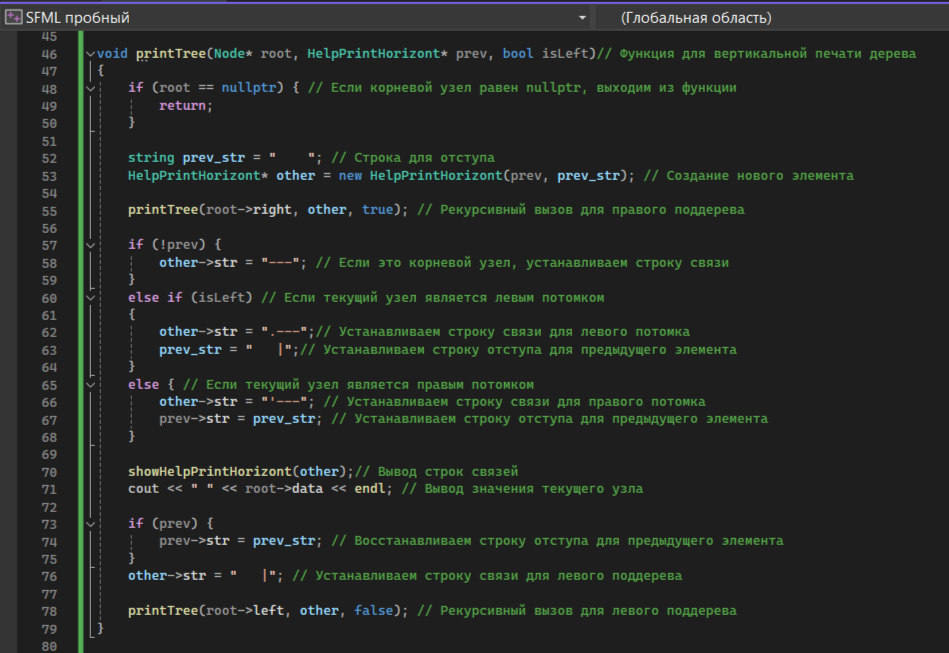 SFML пробный
(Глобальная область)
45
46 void printTree(Node* root, HelpPrintHorizont* prev, bool isLeft)// Функция для вертикальной печати дерева
47 {
48 if (root == nullptr) { // Если корневой узел равен nullptr, выходим из функции
49 return;
50 }
51
52 string prev_str = "    "; // Строка для отступа
53 HelpPrintHorizont* other = new HelpPrintHorizont(prev, prev_str); // Создание нового элемента
54
55 printTree(root->right, other, true); // Рекурсивный вызов для правого поддерева
56
57 if (!prev) {
58 other->str = "---"; // Если это корневой узел, устанавливаем строку связи
59 }
60 else if (isLeft) // Если текущий узел является левым потомком
61 {
62 other->str = ".---";// Устанавливаем строку связи для левого потомка
63 prev_str = "   |";// Устанавливаем строку отступа для предыдущего элемента
64 }
65 else { // Если текущий узел является правым потомком
66 other->str = "'---"; // Устанавливаем строку связи для правого потомка
67 prev->str = prev_str; // Устанавливаем строку отступа для предыдущего элемента
68 }
69
70 showHelpPrintHorizont(other);// Вывод строк связей
71 cout << " " << root->data << endl; // Вывод значения текущего узла
72
73 if (prev) {
74 prev->str = prev_str; // Восстанавливаем строку отступа для предыдущего элемента
75 }
76 other->str = "   |"; // Устанавливаем строку связи для левого поддерева
77
78 printTree(root->left, other, false); // Рекурсивный вызов для левого поддерева
79 }
80